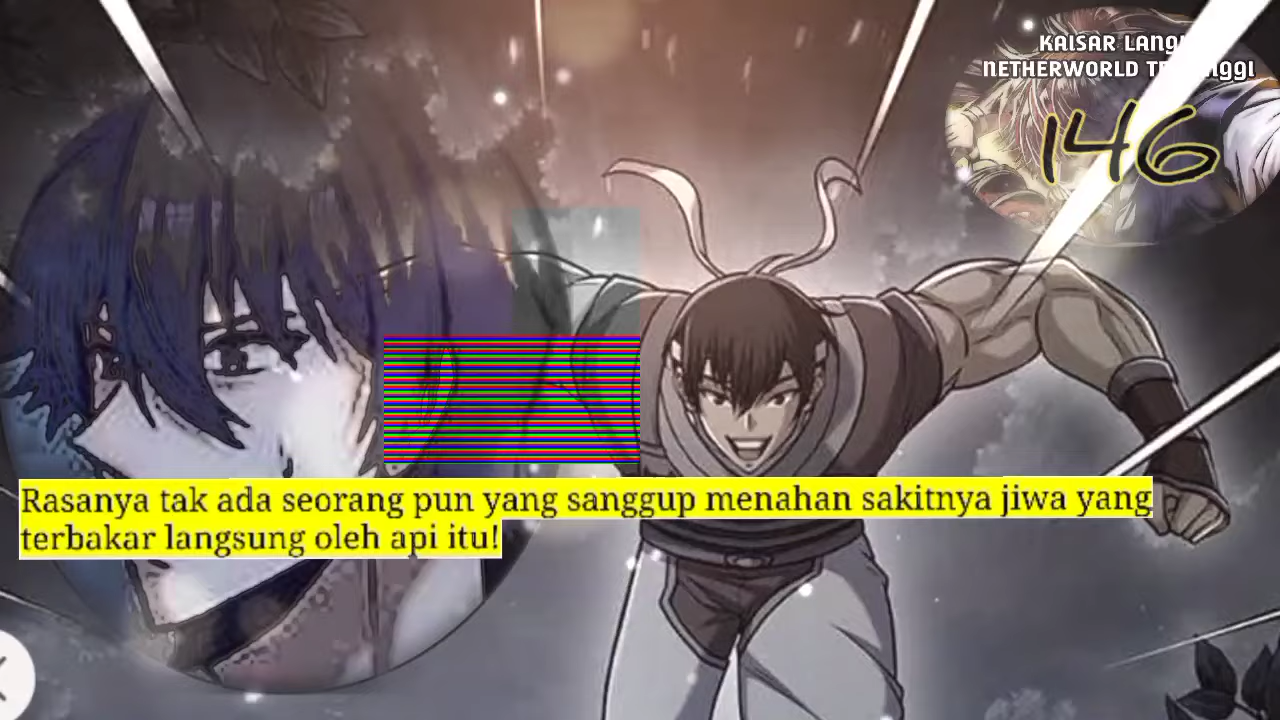 KAISAR LANGI
NETHERWORLD
146
Rasanya tak ada seorang pun yang sanggup menahan sakitnya jiwa yang
terbakar langsung oleh api itu!